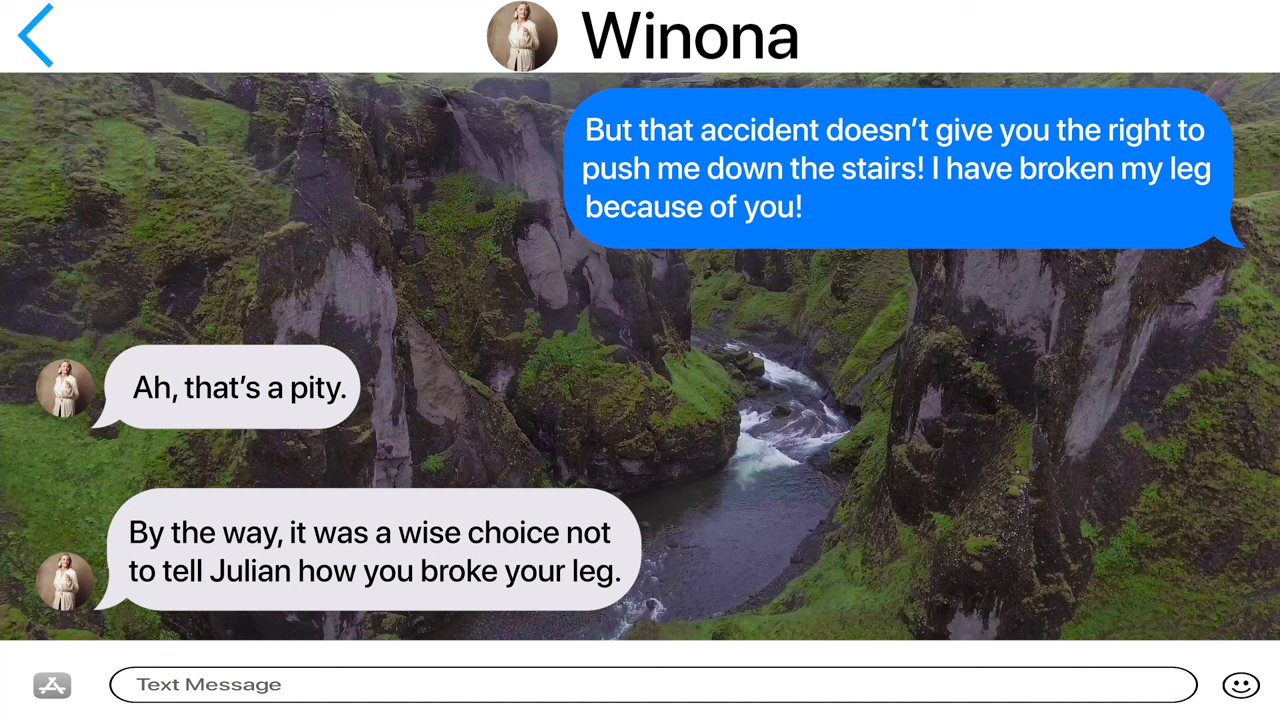 Winona
But that accident doesn’t give you the right to
push me down the stairs! I have broken my leg
because of you!
Ah, that’s a pity.
By the way, it was a wise choice not
to tell Julian how you broke your leg.
Text Message